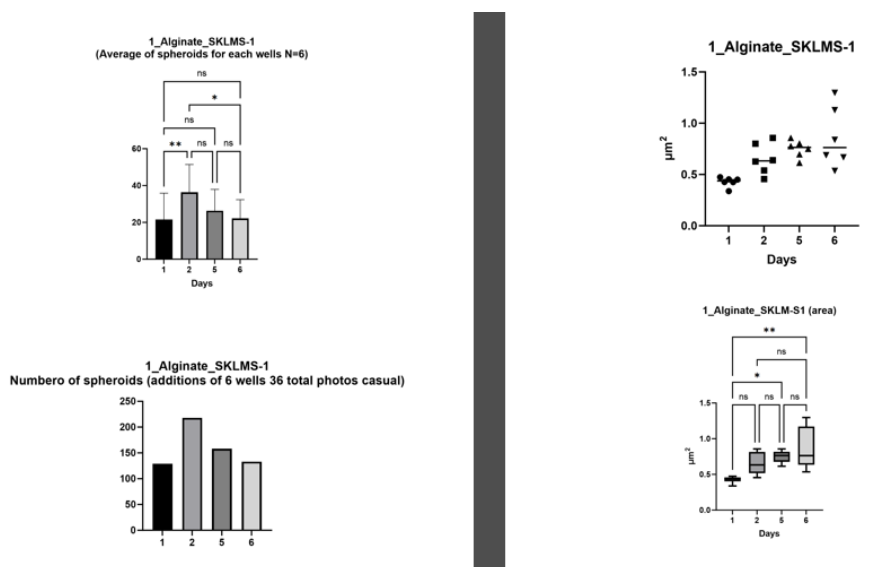 1_Alginate_SKLMS-1
(Average of spheroids for each wells N=6)
ns
*
ns
** ns ns
60
40
20
0
1 2 5 6
Days
1_Alginate_SKLMS-1
Numbero of spheroids (additions of 6 wells 36 total photos casual)
250
200
150
100
50
0
1 2 5 6
1_Alginate_SKLMS-1
1.5
1.0
0.5
0.0
µm²
1 2 5 6
Days
1_Alginate_SKLM-S1 (area)
**
ns
*
ns ns ns
1.5
1.0
0.5
0.0
µm²
1 2 5 6
Days